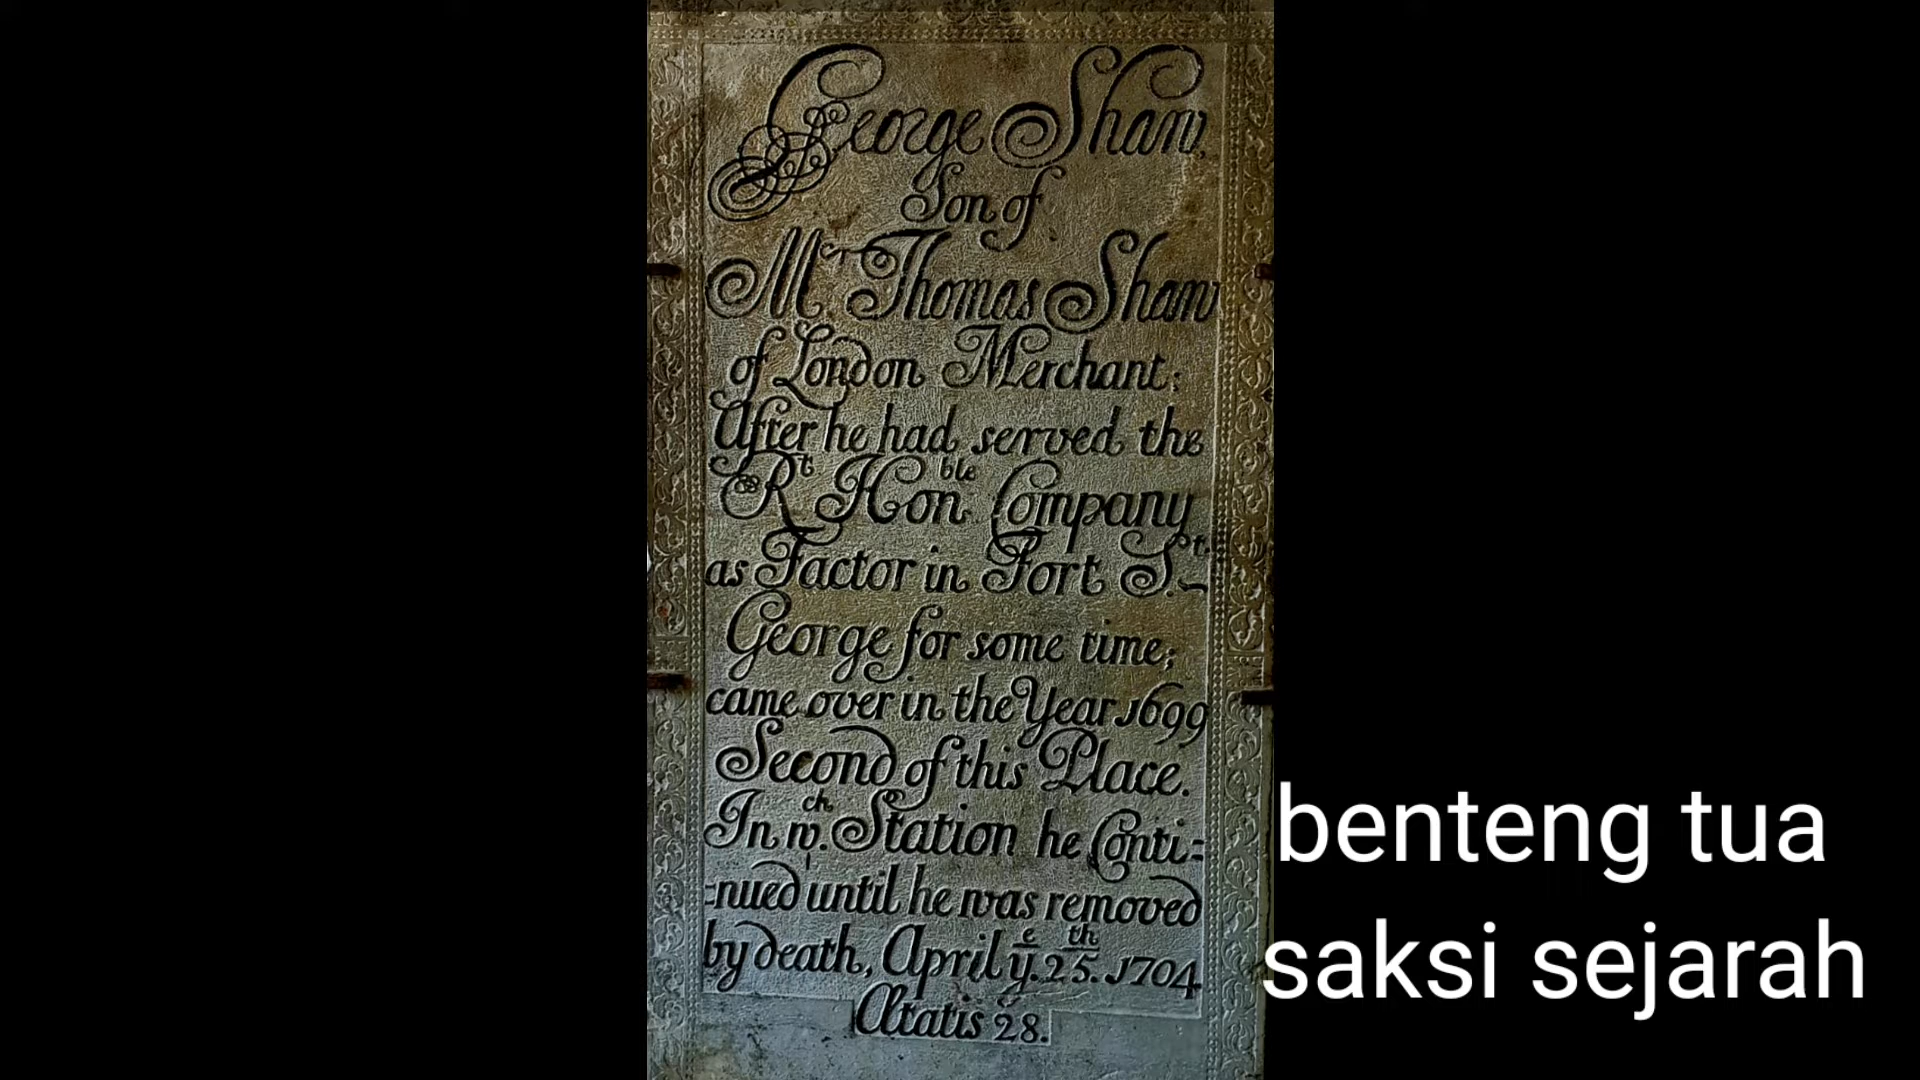 George Shaw,
Son of
Mr. Thomas Shaw
of London Merchant;
After he had served the
Rt Honble Company
as Factor in Fort St.~
George for some time;
came over in the Year 1699
Second of this Place.
In wch. Station he Conti=
=nued until he was removed
by death, April ye. 25th. 1704
Ætatis 28.
benteng tua
saksi sejarah